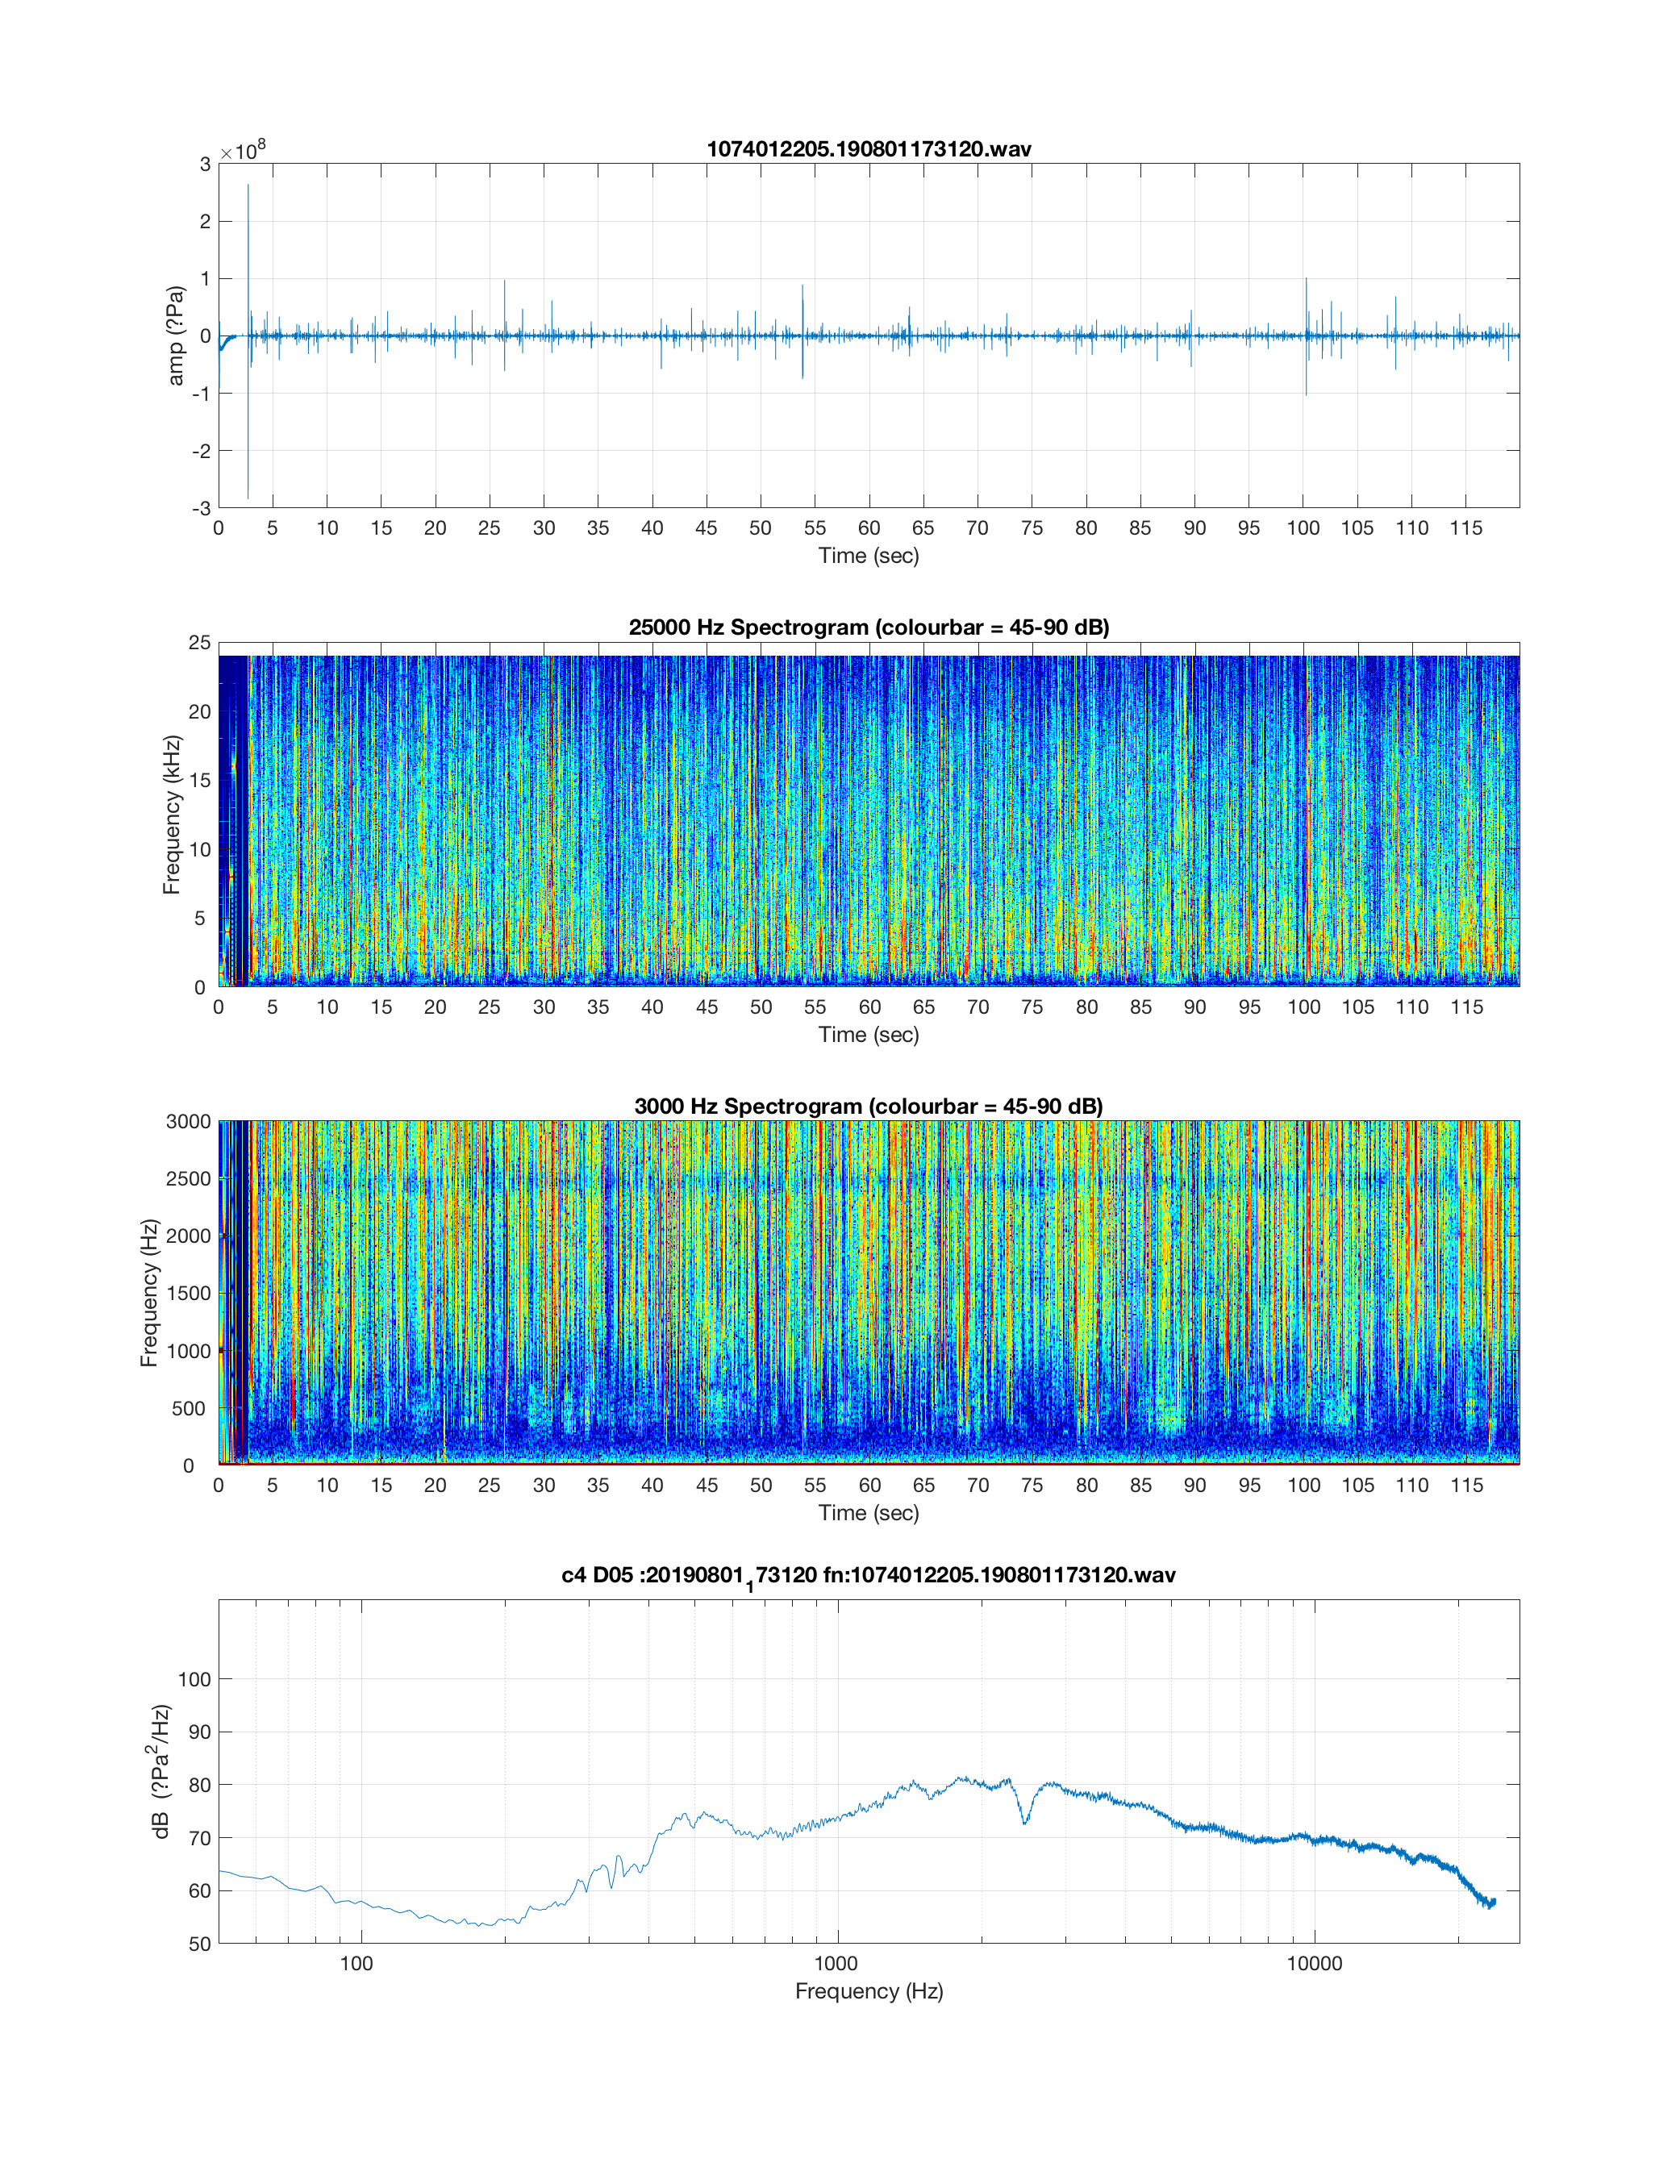 1074012205.190801173120.wav
×10⁸
3
2
1
0
-1
-2
-3
amp (?Pa)
0 5 10 15 20 25 30 35 40 45 50 55 60 65 70 75 80 85 90 95 100 105 110 115
Time (sec)
25000 Hz Spectrogram (colourbar = 45-90 dB)
25
20
15
10
5
0
Frequency (kHz)
0 5 10 15 20 25 30 35 40 45 50 55 60 65 70 75 80 85 90 95 100 105 110 115
Time (sec)
3000 Hz Spectrogram (colourbar = 45-90 dB)
3000
2500
2000
1500
1000
500
0
Frequency (Hz)
0 5 10 15 20 25 30 35 40 45 50 55 60 65 70 75 80 85 90 95 100 105 110 115
Time (sec)
c4 D05 :20190801₁73120 fn:1074012205.190801173120.wav
100
90
80
70
60
50
dB (?Pa²/Hz)
100 1000 10000
Frequency (Hz)